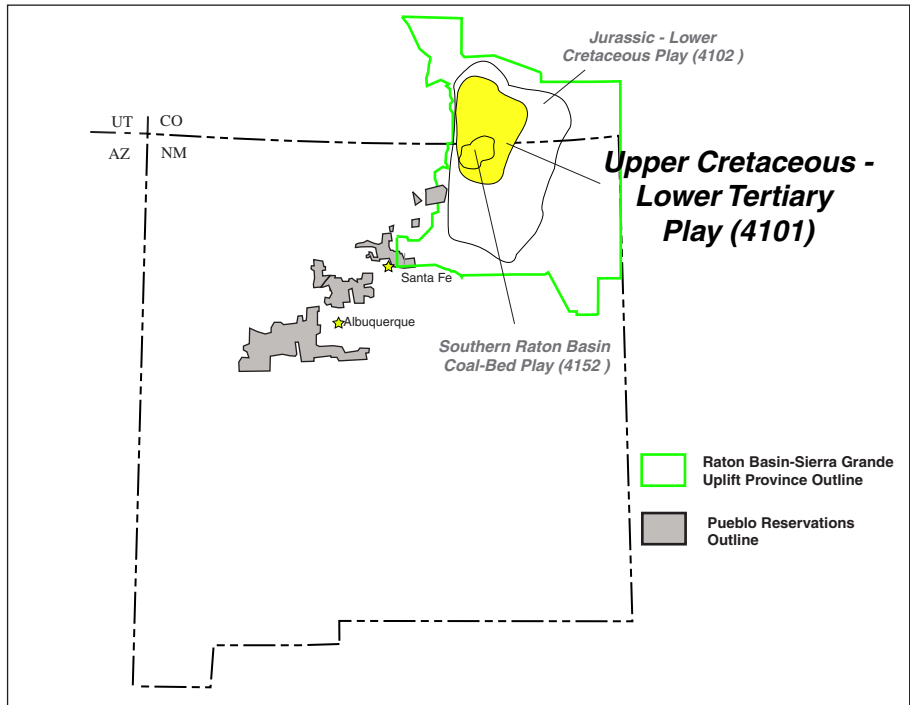 Jurassic - Lower
Cretaceous Play (4102 )
UT
CO
AZ
NM
Upper Cretaceous -
Lower Tertiary
Play (4101)
Santa Fe
Albuquerque
Southern Raton Basin
Coal-Bed Play (4152 )
Raton Basin-Sierra Grande
Uplift Province Outline
Pueblo Reservations
Outline